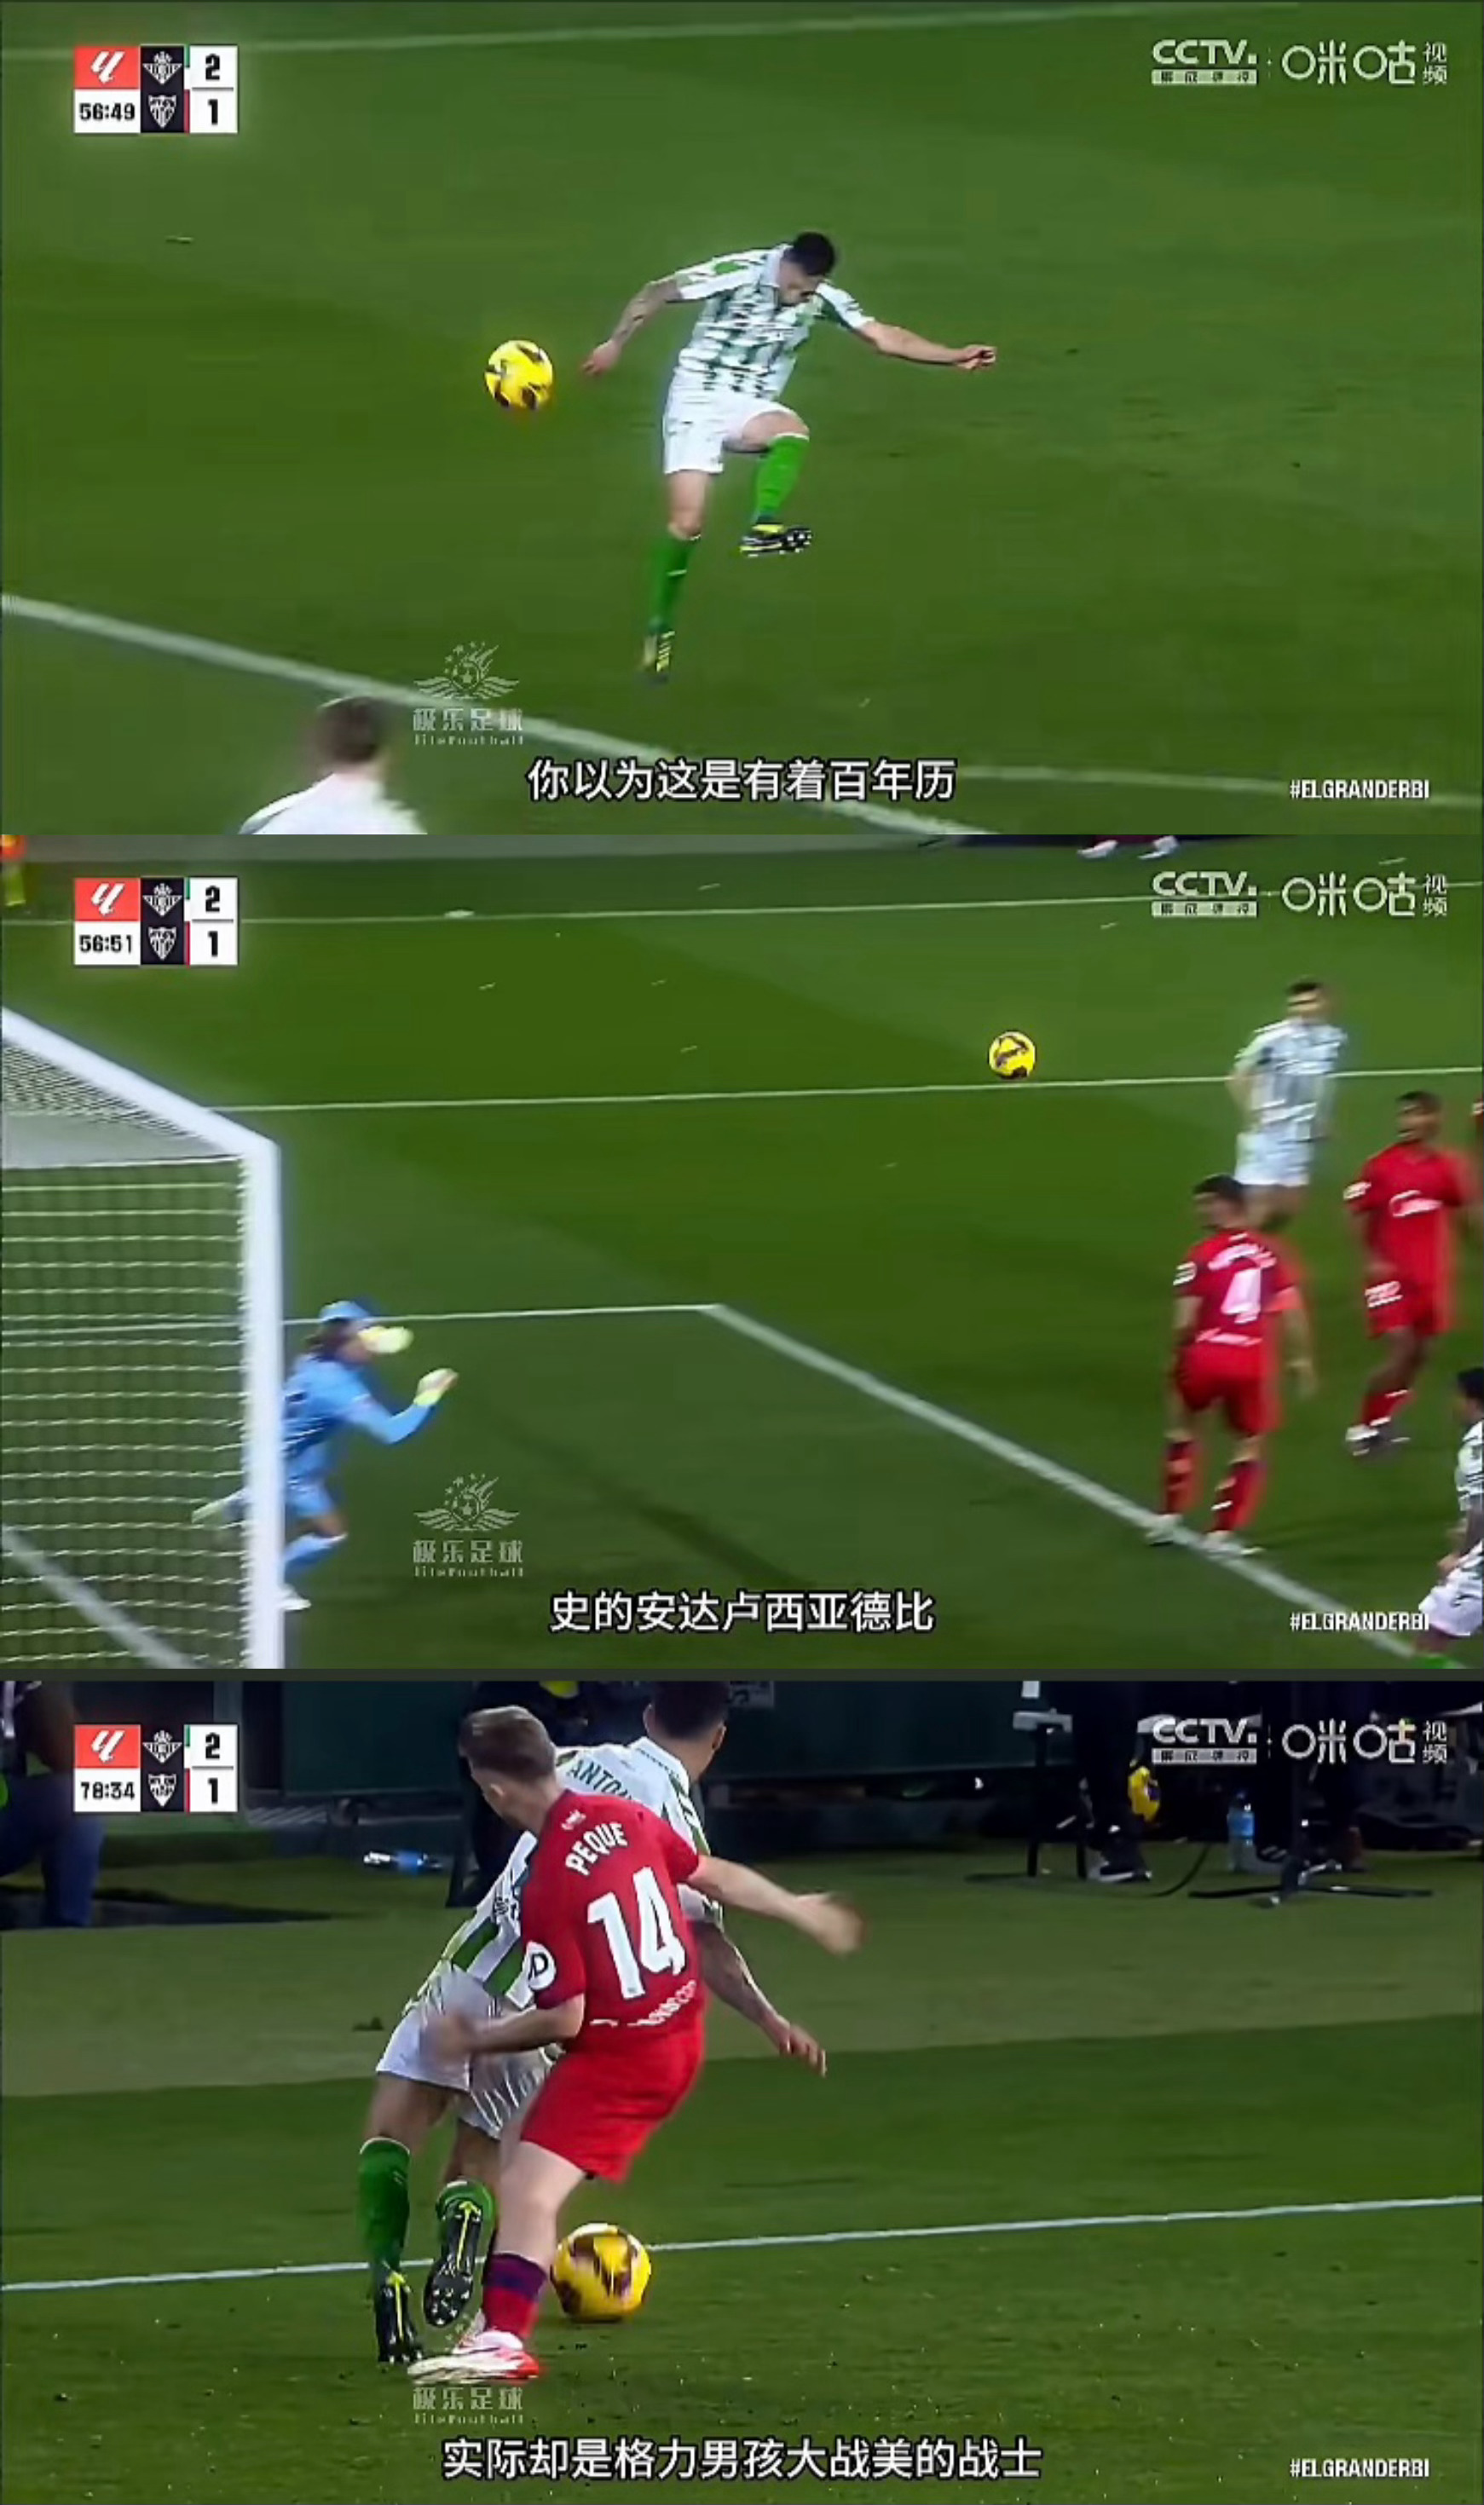 2
56:49
1
CCTV 咪咕视频
极乐足球
你以为这是有着百年历
#ELGRANDERBI
2
56:51
1
CCTV 咪咕视频
4
极乐足球
史的安达卢西亚德比
#ELGRANDERBI
2
78:34
1
CCTV 咪咕视频
PEQUE
14
极乐足球
实际却是格力男孩大战美的战士
#ELGRANDERBI